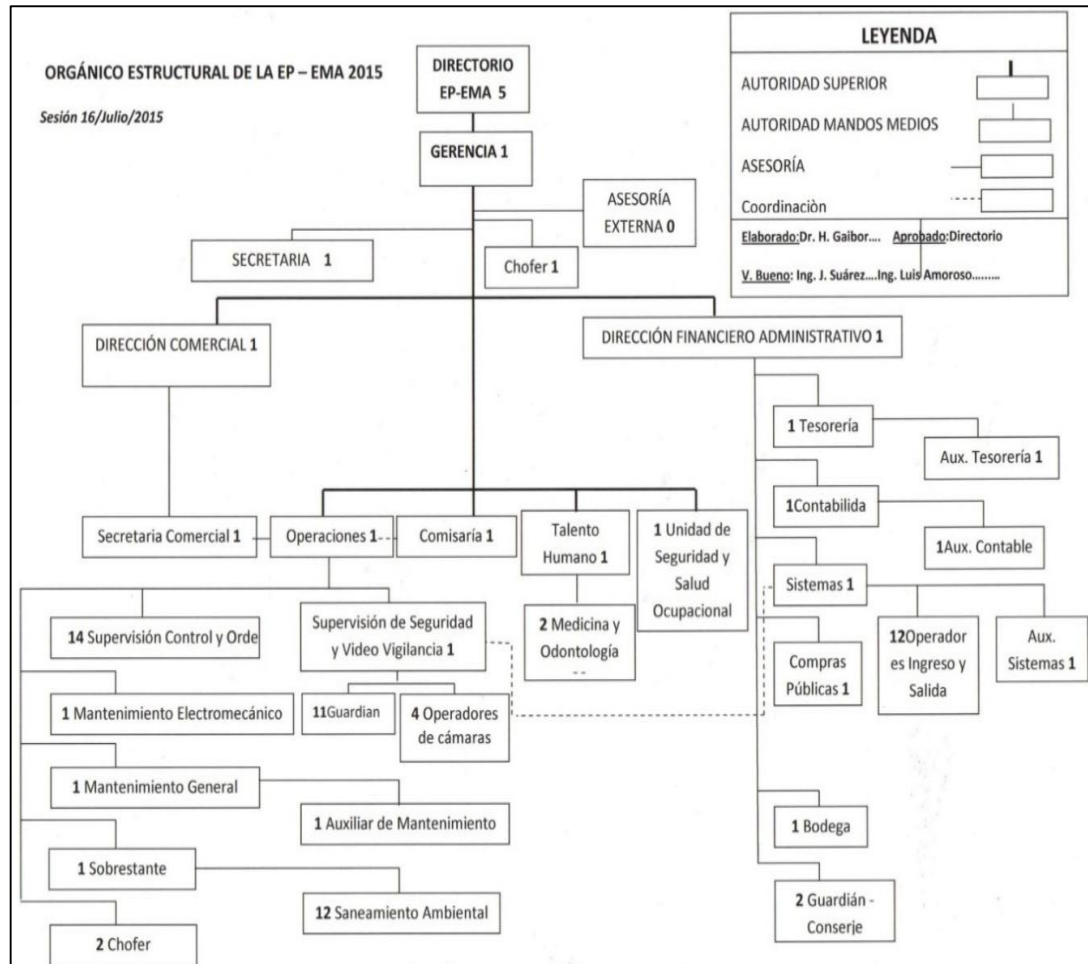 ORGÁNICO ESTRUCTURAL DE LA EP – EMA 2015
Sesión 16/Julio/2015
DIRECTORIO
EP-EMA 5
GERENCIA 1
LEYENDA
AUTORIDAD SUPERIOR
AUTORIDAD MANDOS MEDIOS
ASESORÍA
Coordinaciòn
Elaborado:Dr. H. Gaibor.... Aprobado:Directorio
V. Bueno: Ing. J. Suárez....Ing. Luis Amoroso.........
ASESORÍA
EXTERNA 0
SECRETARIA 1
Chofer 1
DIRECCIÓN COMERCIAL 1
DIRECCIÓN FINANCIERO ADMINISTRATIVO 1
1 Tesorería
Aux. Tesorería 1
1Contabilida
1Aux. Contable
Secretaria Comercial 1
Operaciones 1
Comisaría 1
Talento
Humano 1
1 Unidad de
Seguridad y
Salud
Ocupacional
Sistemas 1
14 Supervisión Control y Orde
Supervisión de Seguridad
y Video Vigilancia 1
2 Medicina y
Odontología
- -
Compras
Públicas 1
12Operador
es Ingreso y
Salida
Aux.
Sistemas 1
1 Mantenimiento Electromecánico
11Guardian
4 Operadores
de cámaras
1 Mantenimiento General
1 Auxiliar de Mantenimiento
1 Bodega
1 Sobrestante
12 Saneamiento Ambiental
2 Guardián -
Conserje
2 Chofer